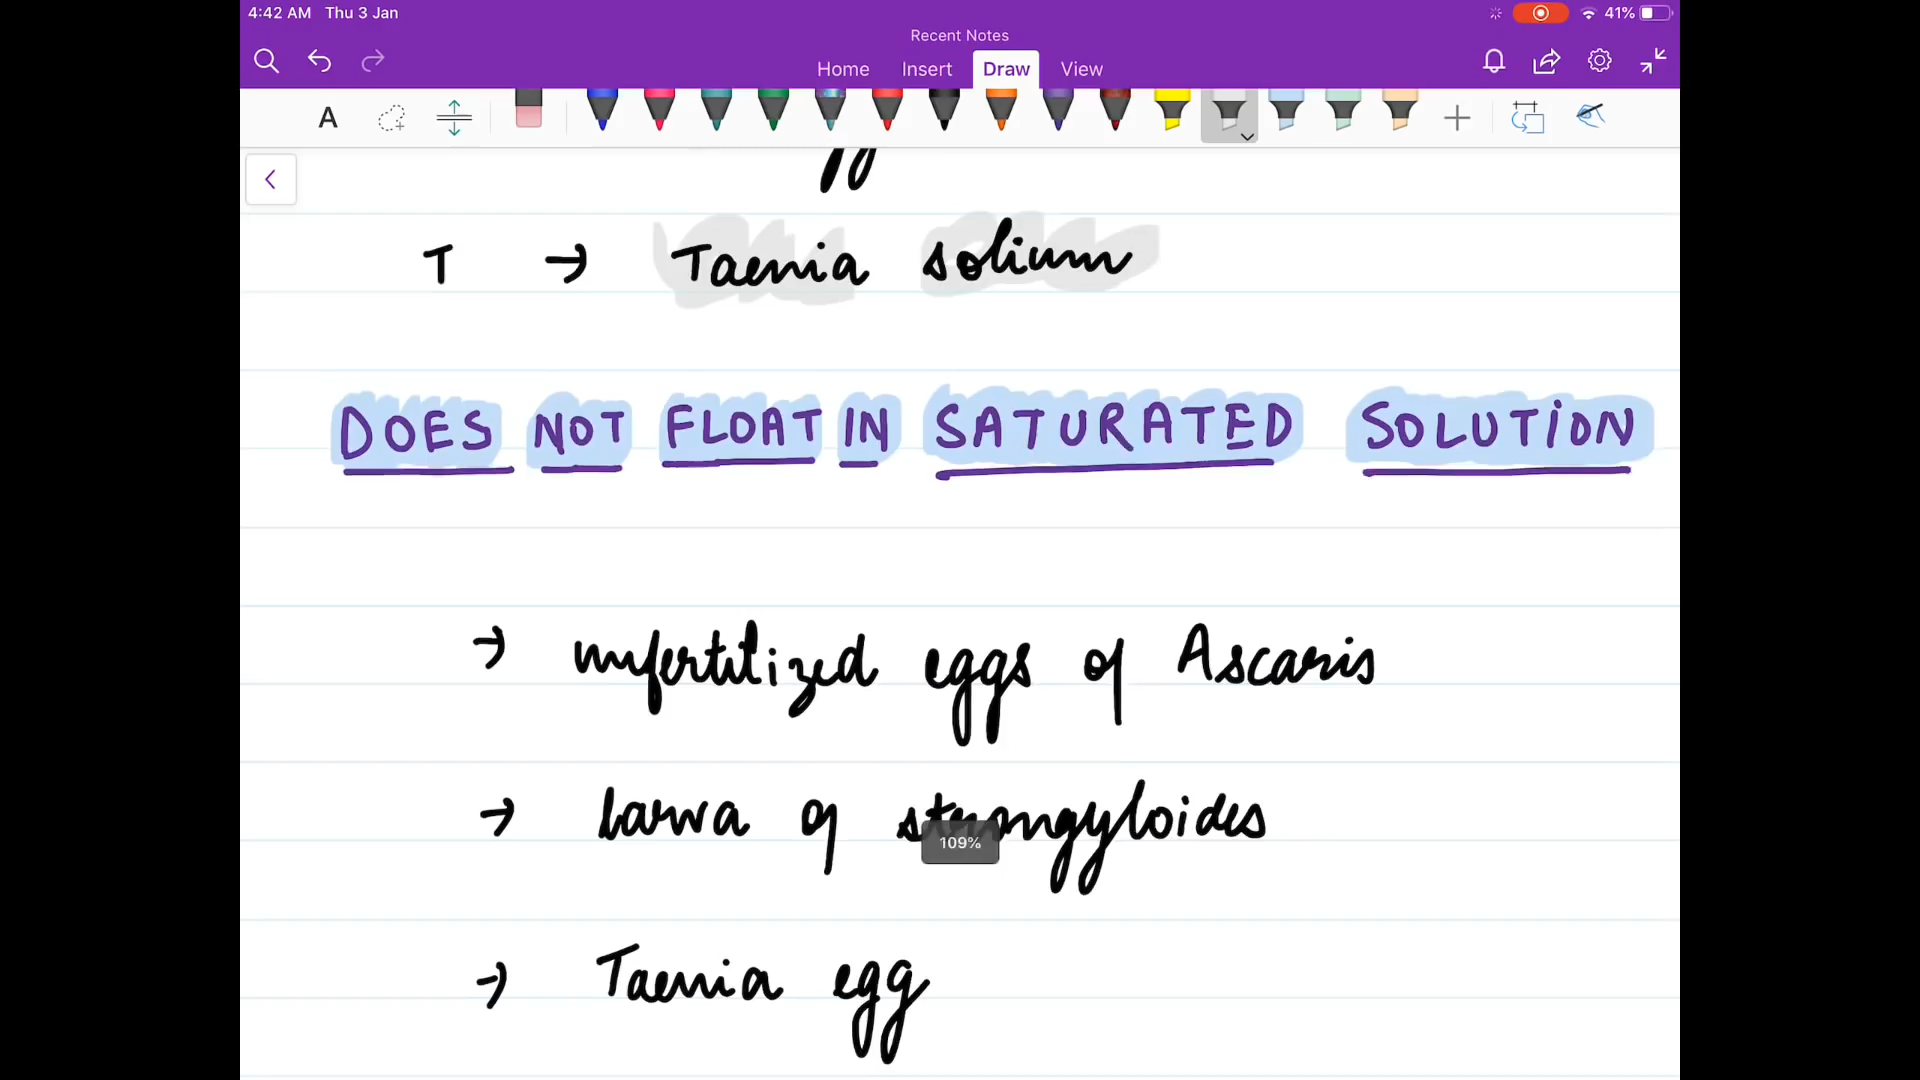 4:42 AM Thu 3 Jan 41%
Recent Notes
Home Insert Draw View
A
T → Taenia solium
DOES NOT FLOAT IN SATURATED SOLUTION
→ unfertilized eggs of Ascaris
→ Larva of strongyloides
109%
→ Taenia egg